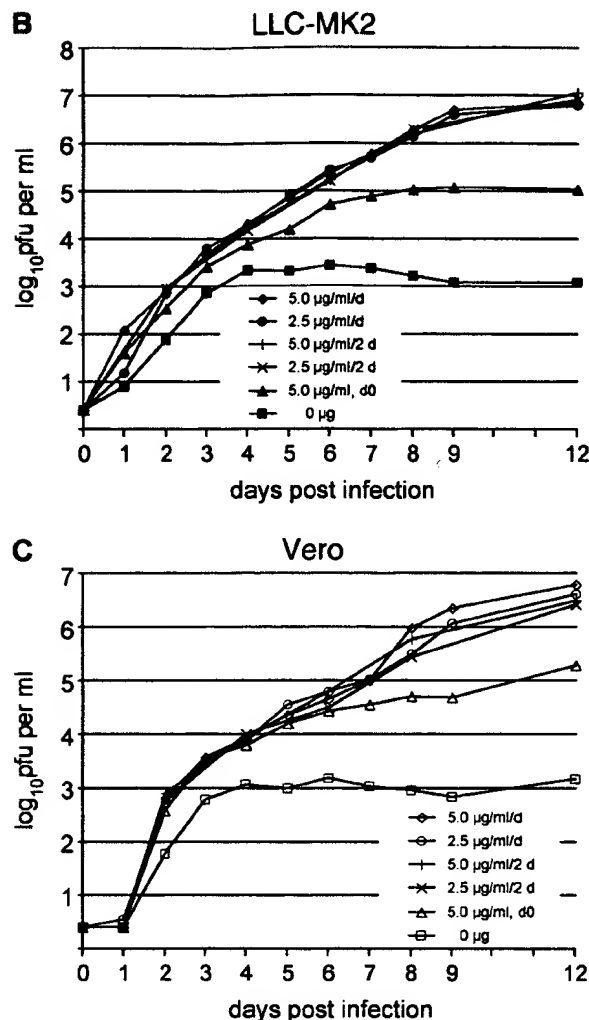 B
LLC-MK2
8
7
6
5
4
3
2
1
log10pfu per ml
5.0 µg/ml/d
2.5 µg/ml/d
5.0 µg/ml/2 d
2.5 µg/ml/2 d
5.0 µg/ml, d0
0 µg
0 1 2 3 4 5 6 7 8 9 12
days post infection
C
Vero
7
6
5
4
3
2
1
log10pfu per ml
5.0 µg/ml/d
2.5 µg/ml/d
5.0 µg/ml/2 d
2.5 µg/ml/2 d
5.0 µg/ml, d0
0 µg
0 1 2 3 4 5 6 7 8 9 12
days post infection